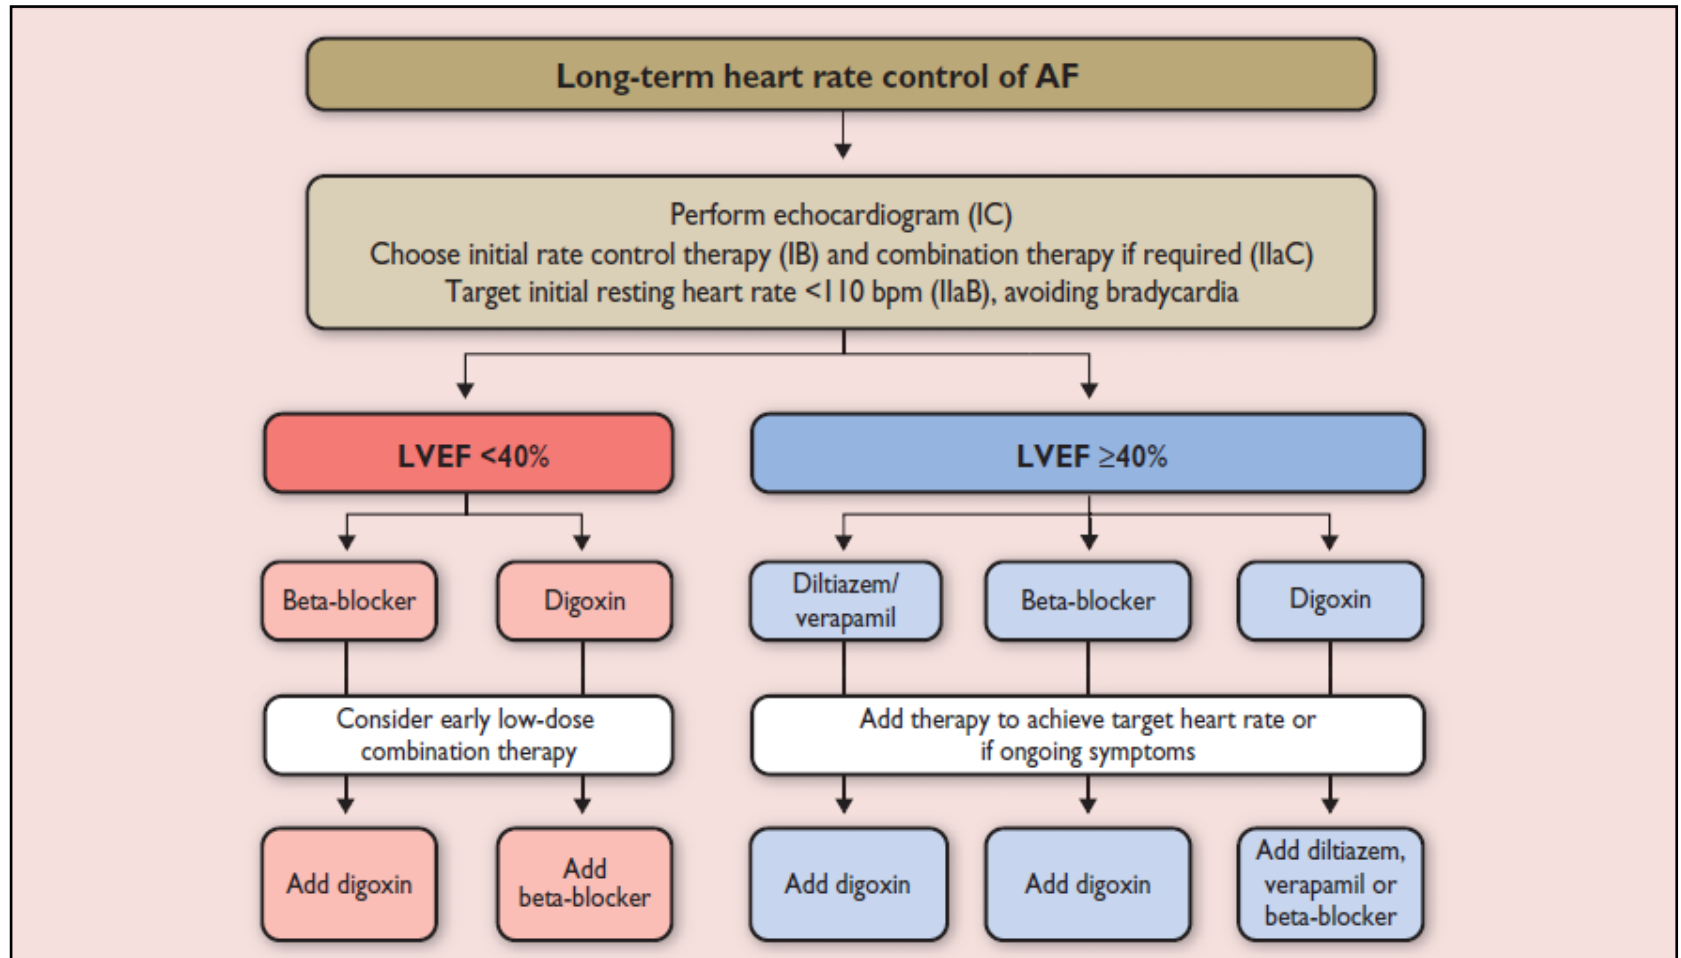 Long-term heart rate control of AF
Perform echocardiogram (IC)
Choose initial rate control therapy (IB) and combination therapy if required (IIaC)
Target initial resting heart rate <110 bpm (IIaB), avoiding bradycardia
LVEF <40%
LVEF ≥40%
Beta-blocker
Digoxin
Diltiazem/
verapamil
Beta-blocker
Digoxin
Consider early low-dose
combination therapy
Add therapy to achieve target heart rate or
if ongoing symptoms
Add digoxin
Add
beta-blocker
Add digoxin
Add digoxin
Add diltiazem,
verapamil or
beta-blocker